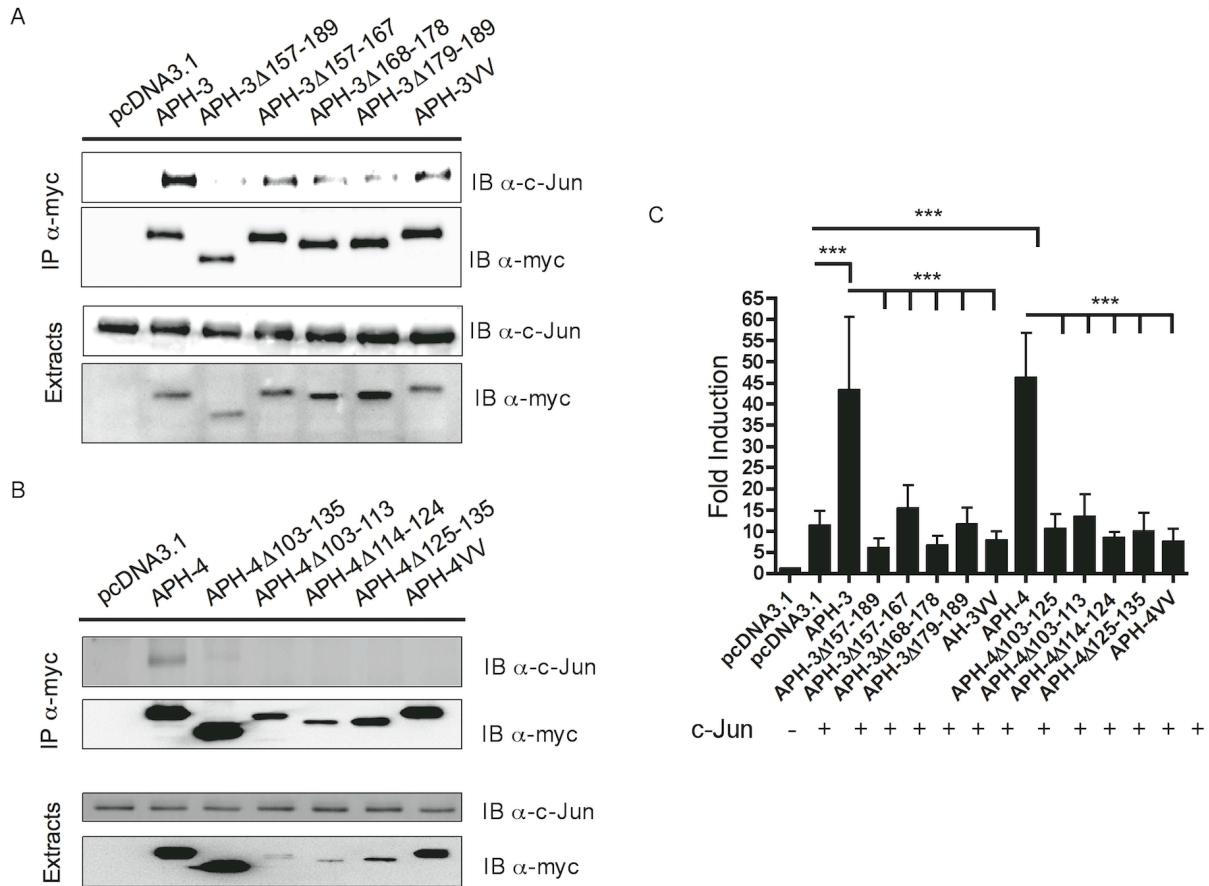 A
pcDNA3.1
APH-3
APH-3Δ157-189
APH-3Δ157-167
APH-3Δ168-178
APH-3Δ179-189
APH-3VV
IP α-myc
IB α-c-Jun
IB α-myc
Extracts
IB α-c-Jun
IB α-myc
B
pcDNA3.1
APH-4
APH-4Δ103-135
APH-4Δ103-113
APH-4Δ114-124
APH-4Δ125-135
APH-4VV
IP α-myc
IB α-c-Jun
IB α-myc
Extracts
IB α-c-Jun
IB α-myc
C
***
***
***
***
Fold Induction
65
60
55
50
45
40
35
30
25
20
15
10
5
0
pcDNA3.1
pcDNA3.1
APH-3
APH-3Δ157-189
APH-3Δ157-167
APH-3Δ168-178
APH-3Δ179-189
AH-3VV
APH-4
APH-4Δ103-125
APH-4Δ103-113
APH-4Δ114-124
APH-4Δ125-135
APH-4VV
c-Jun - + + + + + + + + + + + + +